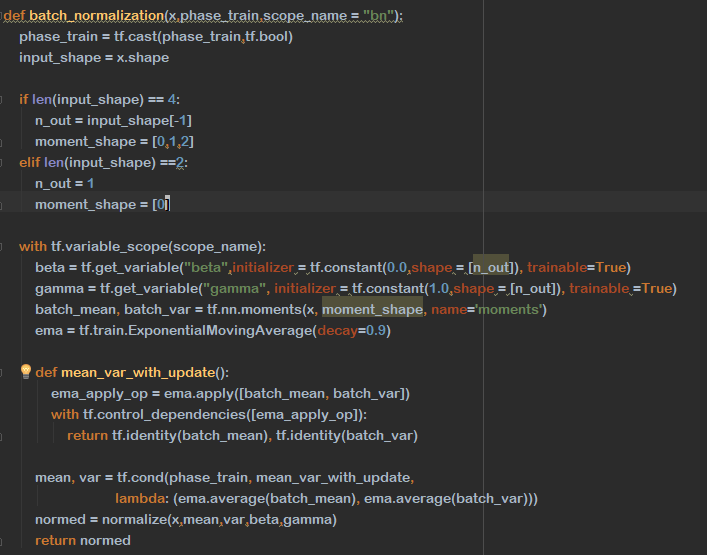 def batch_normalization(x,phase_train,scope_name = "bn"):
phase_train = tf.cast(phase_train,tf.bool)
input_shape = x.shape
if len(input_shape) == 4:
n_out = input_shape[-1]
moment_shape = [0,1,2]
elif len(input_shape) ==2:
n_out = 1
moment_shape = [0]
with tf.variable_scope(scope_name):
beta = tf.get_variable("beta",initializer = tf.constant(0.0,shape = [n_out]), trainable=True)
gamma = tf.get_variable("gamma", initializer = tf.constant(1.0,shape = [n_out]), trainable =True)
batch_mean, batch_var = tf.nn.moments(x, moment_shape, name='moments')
ema = tf.train.ExponentialMovingAverage(decay=0.9)
def mean_var_with_update():
ema_apply_op = ema.apply([batch_mean, batch_var])
with tf.control_dependencies([ema_apply_op]):
return tf.identity(batch_mean), tf.identity(batch_var)
mean, var = tf.cond(phase_train, mean_var_with_update,
lambda: (ema.average(batch_mean), ema.average(batch_var)))
normed = normalize(x,mean,var,beta,gamma)
return normed